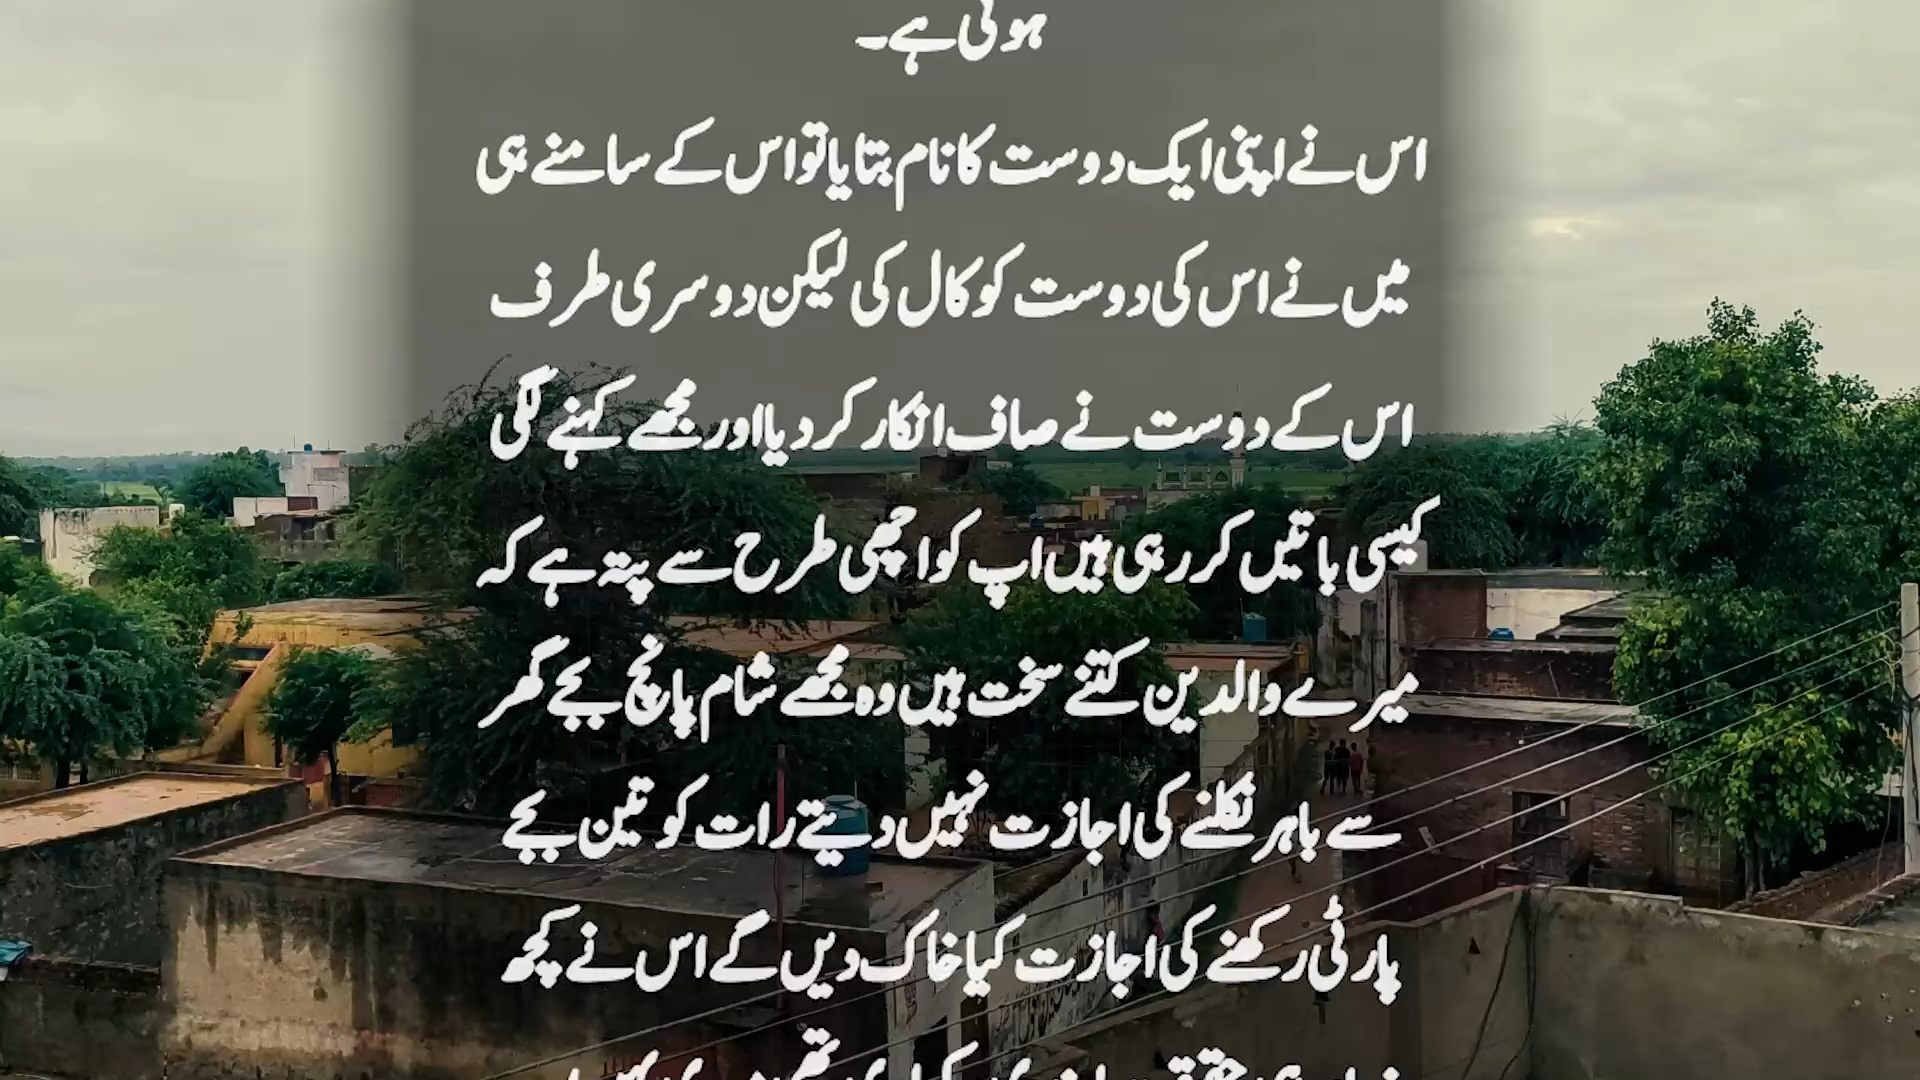 ہوئی ہے۔
اس نے اپنی ایک دوست کا نام بتایا تو اس کے سامنے ہی
میں نے اس کی دوست کو کال کی لیکن دوسری طرف
اس کے دوست نے صاف انکار کر دیا اور مجھے کہنے لگی
کیسی باتیں کر رہی ہیں اپ کو اچھی طرح سے پتہ ہے کہ
میرے والدین کتنے سخت ہیں وہ مجھے شام پانچ بجے گھر
سے باہر نکلنے کی اجازت نہیں دیتے رات کو تین بجے
پارٹی رکھنے کی اجازت کیا خاک دیں گے اس نے کچھ